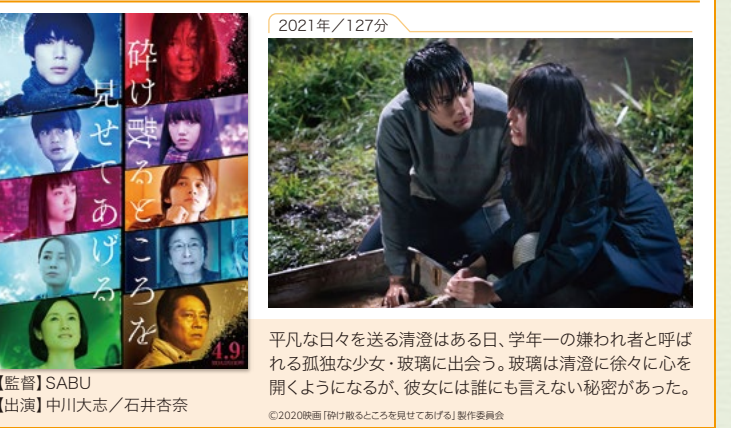 砕け散るところを
見せてあげる
4.9
【監督】SABU
【出演】中川大志／石井杏奈
2021年／127分
平凡な日々を送る清澄はある日、学年一の嫌われ者と呼ば
れる孤独な少女・玻璃に出会う。玻璃は清澄に徐々に心を
開くようになるが、彼女には誰にも言えない秘密があった。
©2020映画「砕け散るところを見せてあげる」製作委員会